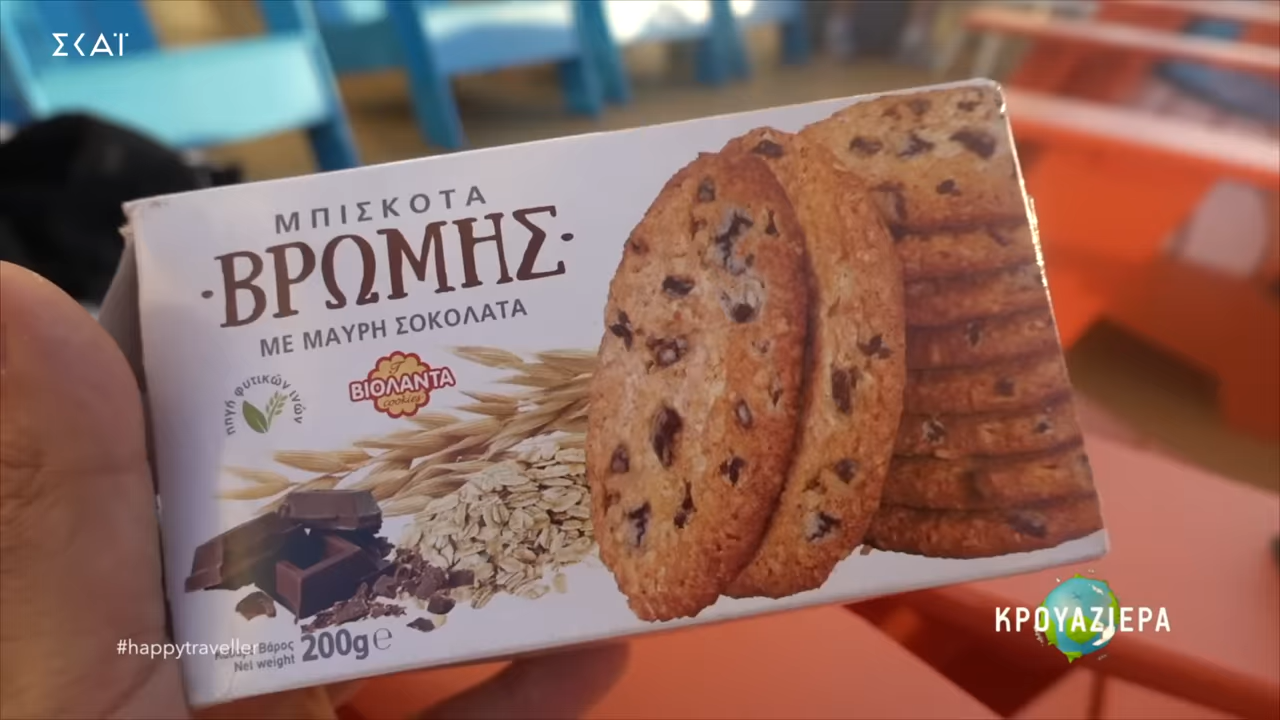 ΣΚΑΪ
ΜΠΙΣΚΟΤΑ
·ΒΡΩΜΗΣ·
ΜΕ ΜΑΥΡΗ ΣΟΚΟΛΑΤΑ
πηγή φυτικών ινών
ΒΙΟΛΑΝΤΑ
cookies
#happytraveller
Βάρος
Net weight 200g℮
ΚΡΟΥΑΖΙΕΡΑ